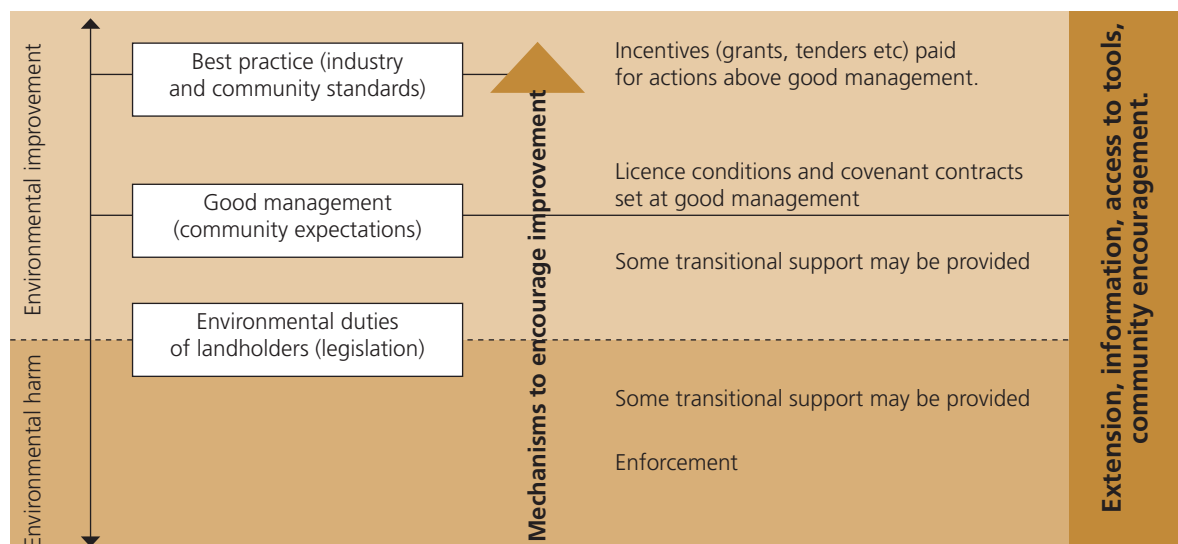 Environmental improvement
Environmental harm
Best practice (industry
and community standards)
Good management
(community expectations)
Environmental duties
of landholders (legislation)
Mechanisms to encourage improvement
Incentives (grants, tenders etc) paid
for actions above good management.
Licence conditions and covenant contracts
set at good management
Some transitional support may be provided
Some transitional support may be provided
Enforcement
Extension, information, access to tools,
community encouragement.